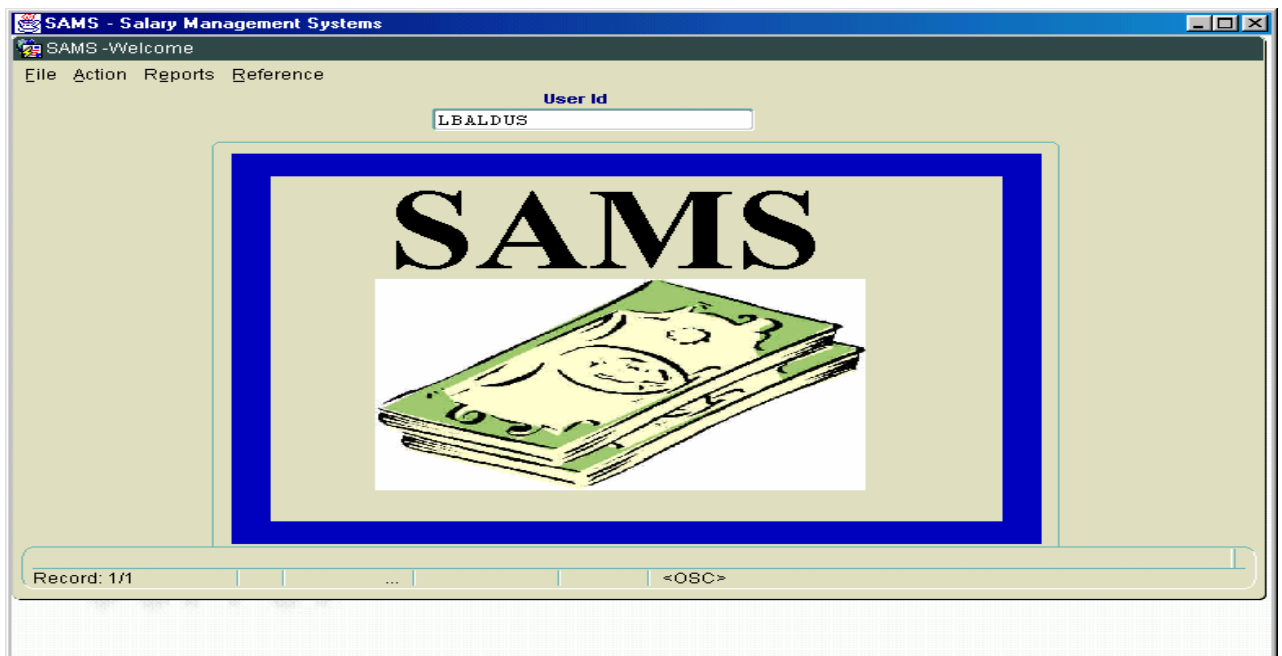 SAMS - Salary Management Systems
SAMS -Welcome
File Action Reports Reference
User Id
LBALDUS
SAMS
Record: 1/1 ... <OSC>